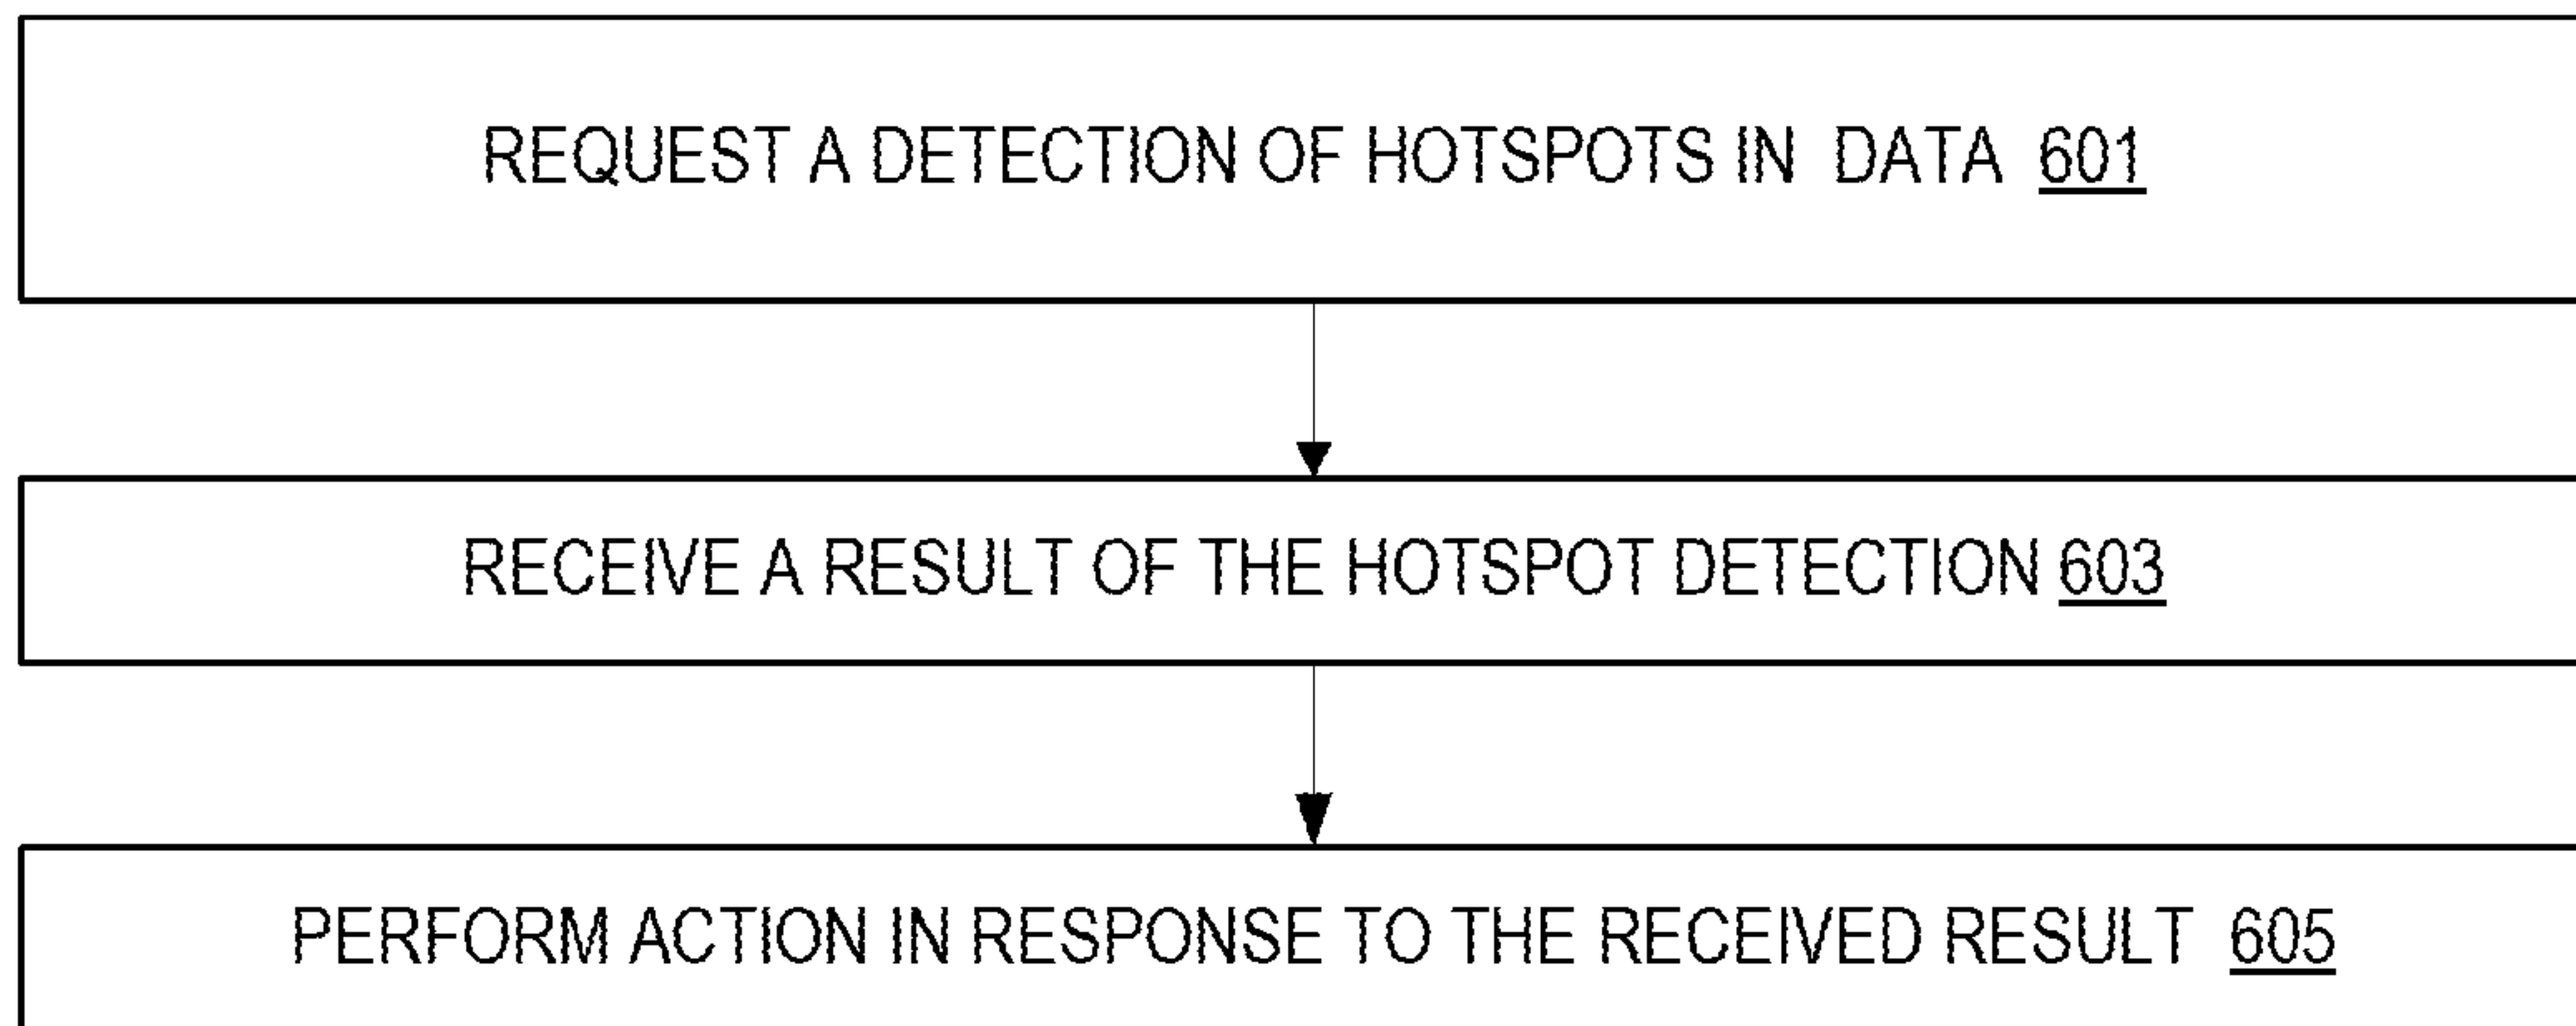 REQUEST A DETECTION OF HOTSPOTS IN DATA 601
RECEIVE A RESULT OF THE HOTSPOT DETECTION 603
PERFORM ACTION IN RESPONSE TO THE RECEIVED RESULT 605